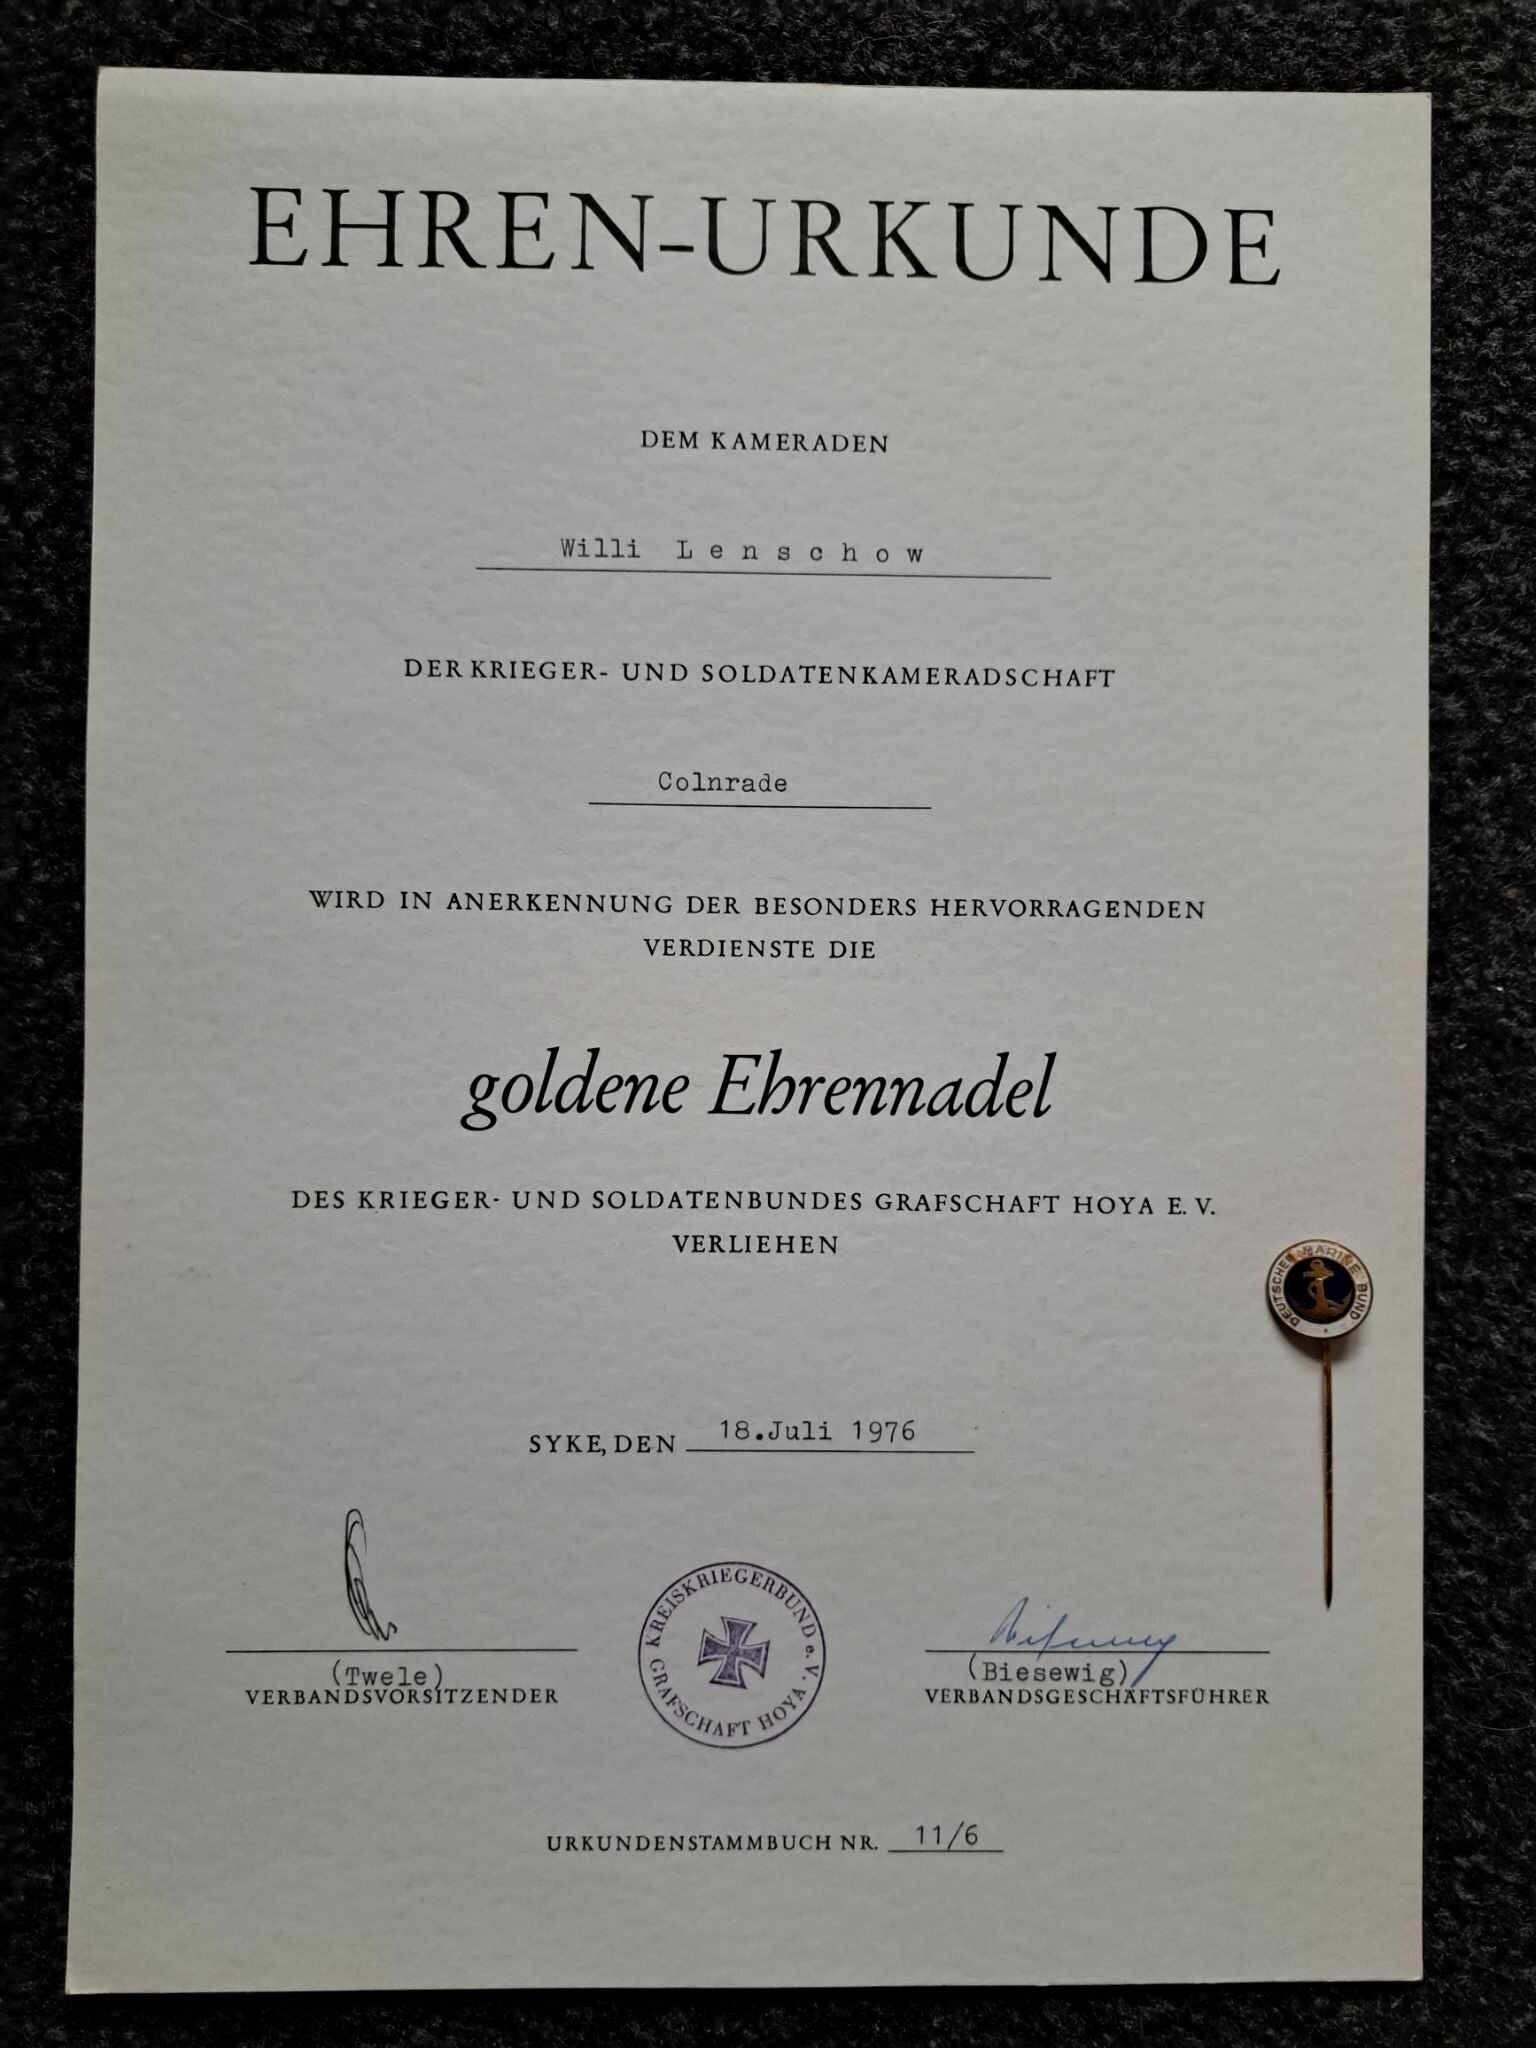 EHREN-URKUNDE
DEM KAMERADEN
Willi Lenschow
DER KRIEGER- UND SOLDATENKAMERADSCHAFT
Colnrade
WIRD IN ANERKENNUNG DER BESONDERS HERVORRAGENDEN
VERDIENSTE DIE
goldene Ehrennadel
DES KRIEGER- UND SOLDATENBUNDES GRAFSCHAFT HOYA E. V.
VERLIEHEN
DEUTSCHER MARINE BUND
SYKE, DEN 18.Juli 1976
(Twele)
VERBANDSVORSITZENDER
KREISKRIEGERBUND e. V.
GRAFSCHAFT HOYA
(Biesewig)
VERBANDSGESCHÄFTSFÜHRER
URKUNDENSTAMMBUCH NR. 11/6